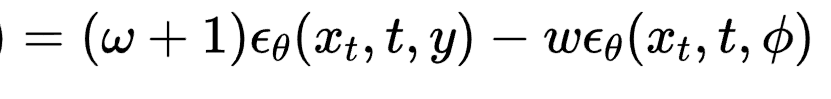 ) = (ω + 1)ϵθ(xt, t, y) − wϵθ(xt, t, ϕ)